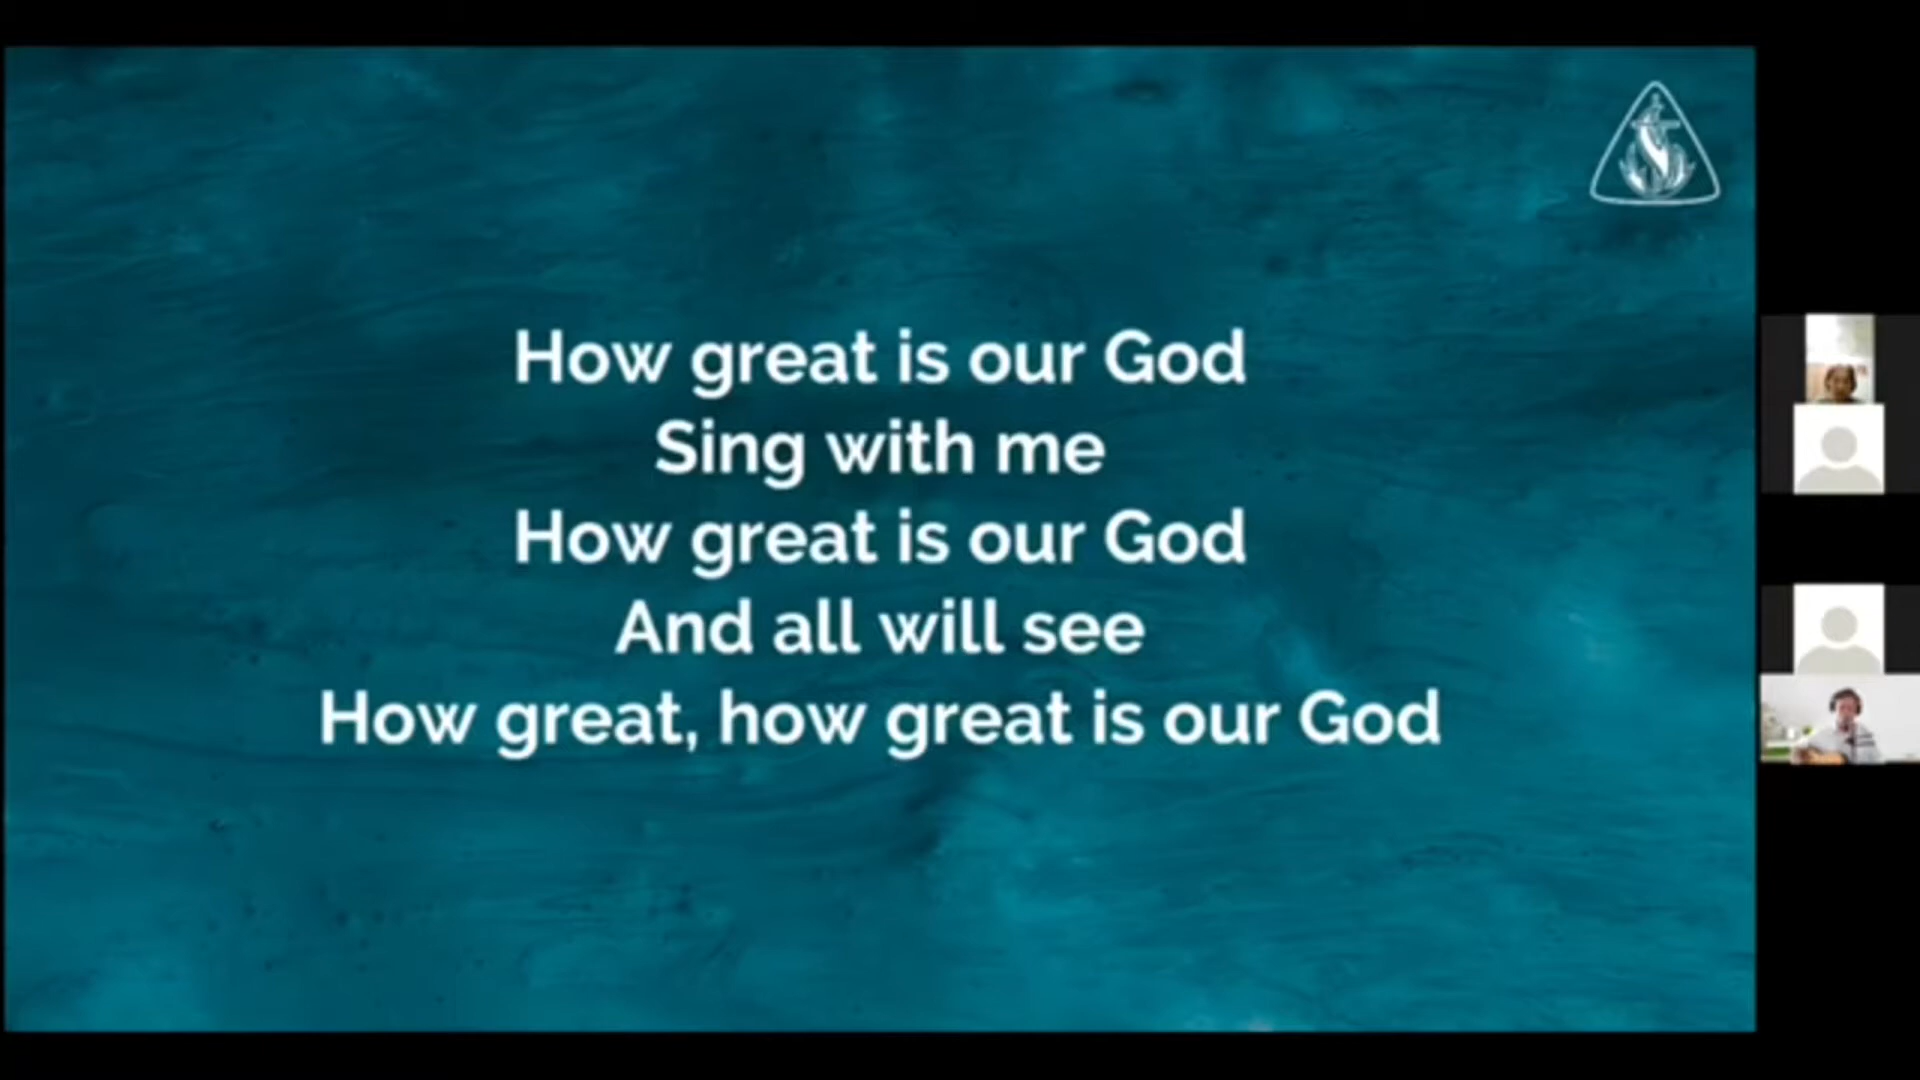 How great is our God
Sing with me
How great is our God
And all will see
How great, how great is our God